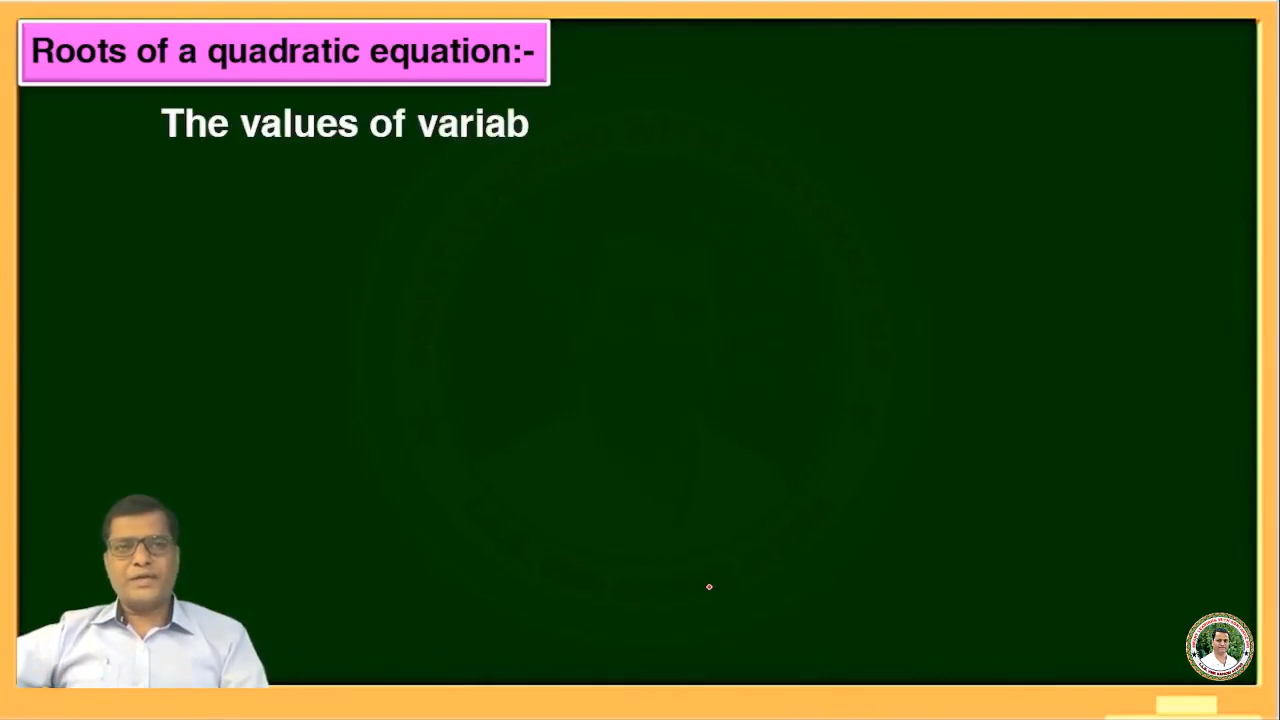 Roots of a quadratic equation:-
The values of variab